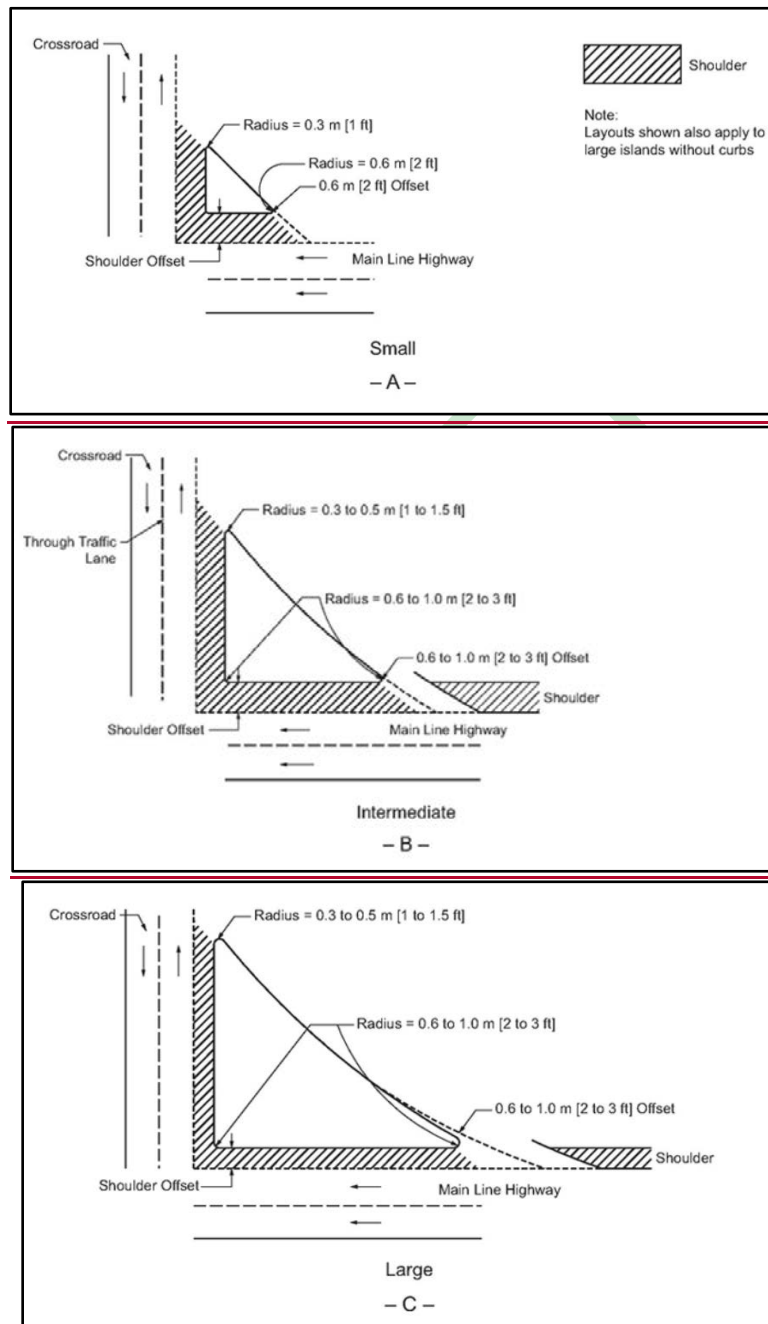 Crossroad
Shoulder
Radius = 0.3 m [1 ft]
Note:
Layouts shown also apply to
large islands without curbs
Radius = 0.6 m [2 ft]
0.6 m [2 ft] Offset
Shoulder Offset
Main Line Highway
Small
– A –
Crossroad
Radius = 0.3 to 0.5 m [1 to 1.5 ft]
Through Traffic
Lane
Radius = 0.6 to 1.0 m [2 to 3 ft]
0.6 to 1.0 m [2 to 3 ft] Offset
Shoulder
Shoulder Offset
Main Line Highway
Intermediate
– B –
Crossroad
Radius = 0.3 to 0.5 m [1 to 1.5 ft]
Radius = 0.6 to 1.0 m [2 to 3 ft]
0.6 to 1.0 m [2 to 3 ft] Offset
Shoulder
Shoulder Offset
Main Line Highway
Large
– C –